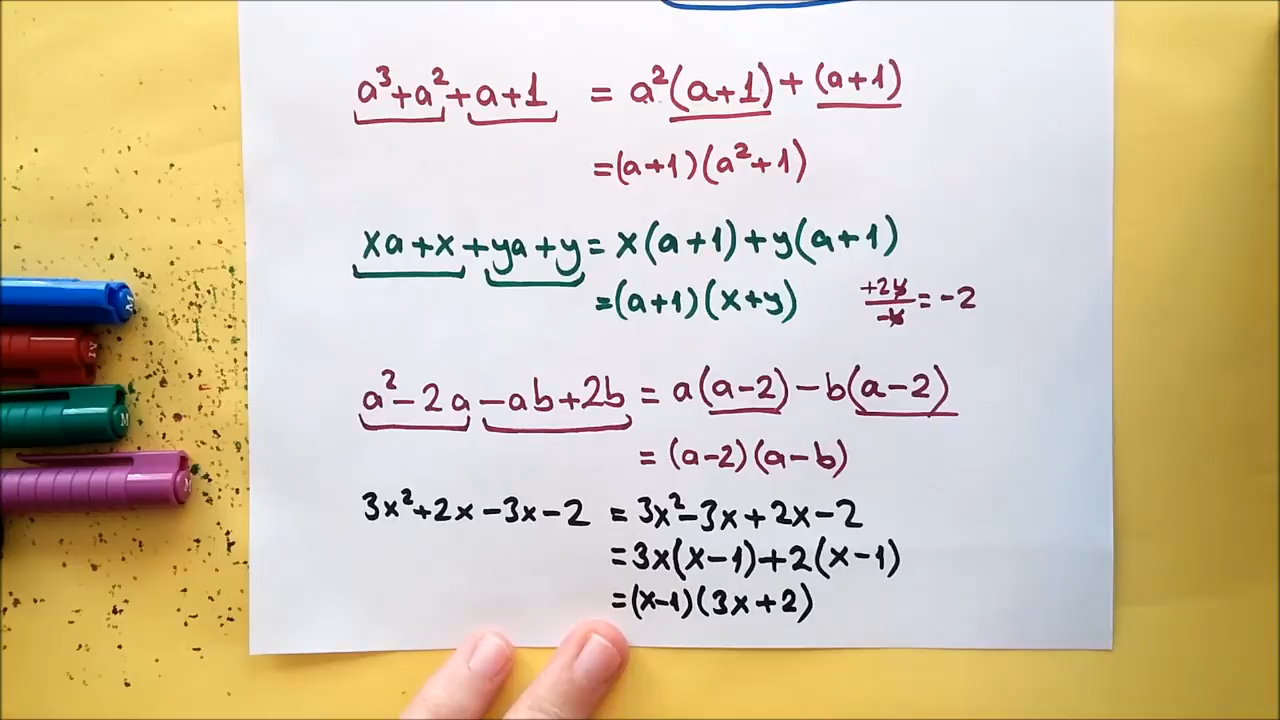 a³+a²+a+1 = a²(a+1)+(a+1)
=(a+1)(a²+1)
xa+x+ya+y= x(a+1)+y(a+1)
=(a+1)(x+y)
+2b/-b = -2
a²-2a-ab+2b = a(a-2)-b(a-2)
= (a-2)(a-b)
3x²+2x-3x-2 = 3x²-3x+2x-2
=3x(x-1)+2(x-1)
=(x-1)(3x+2)